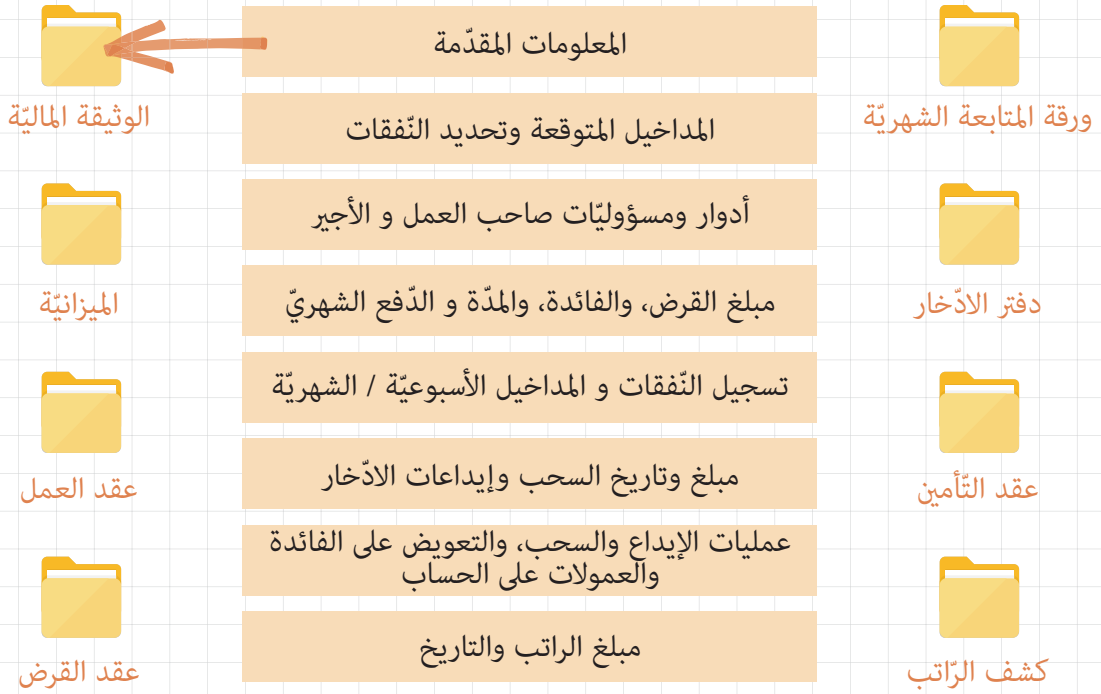 المعلومات المقدّمة
الوثيقة الماليّة
ورقة المتابعة الشهريّة
المداخيل المتوقعة وتحديد النّفقات
أدوار ومسؤوليّات صاحب العمل و الأجير
دفتر الادّخار
الميزانيّة
مبلغ القرض، والفائدة، والمدّة و الدّفع الشهريّ
تسجيل النّفقات و المداخيل الأسبوعيّة / الشهريّة
عقد التّأمين
عقد العمل
مبلغ وتاريخ السحب وإيداعات الادّخار
عمليات الإيداع والسحب، والتعويض على الفائدة
والعمولات على الحساب
مبلغ الراتب والتاريخ
كشف الرّاتب
عقد القرض